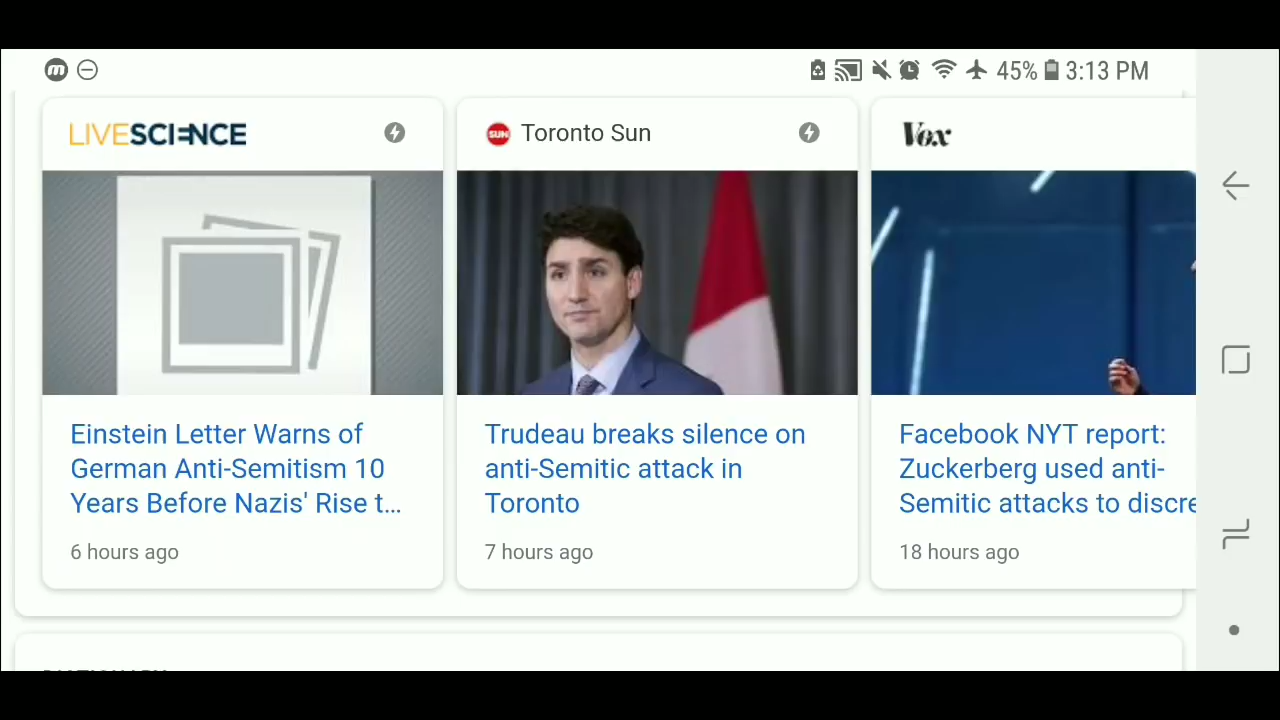 45% 3:13 PM
LIVESCIENCE
SUN Toronto Sun
Vox
Einstein Letter Warns of
German Anti-Semitism 10
Years Before Nazis' Rise t...
6 hours ago
Trudeau breaks silence on
anti-Semitic attack in
Toronto
7 hours ago
Facebook NYT report:
Zuckerberg used anti-
Semitic attacks to discre
18 hours ago